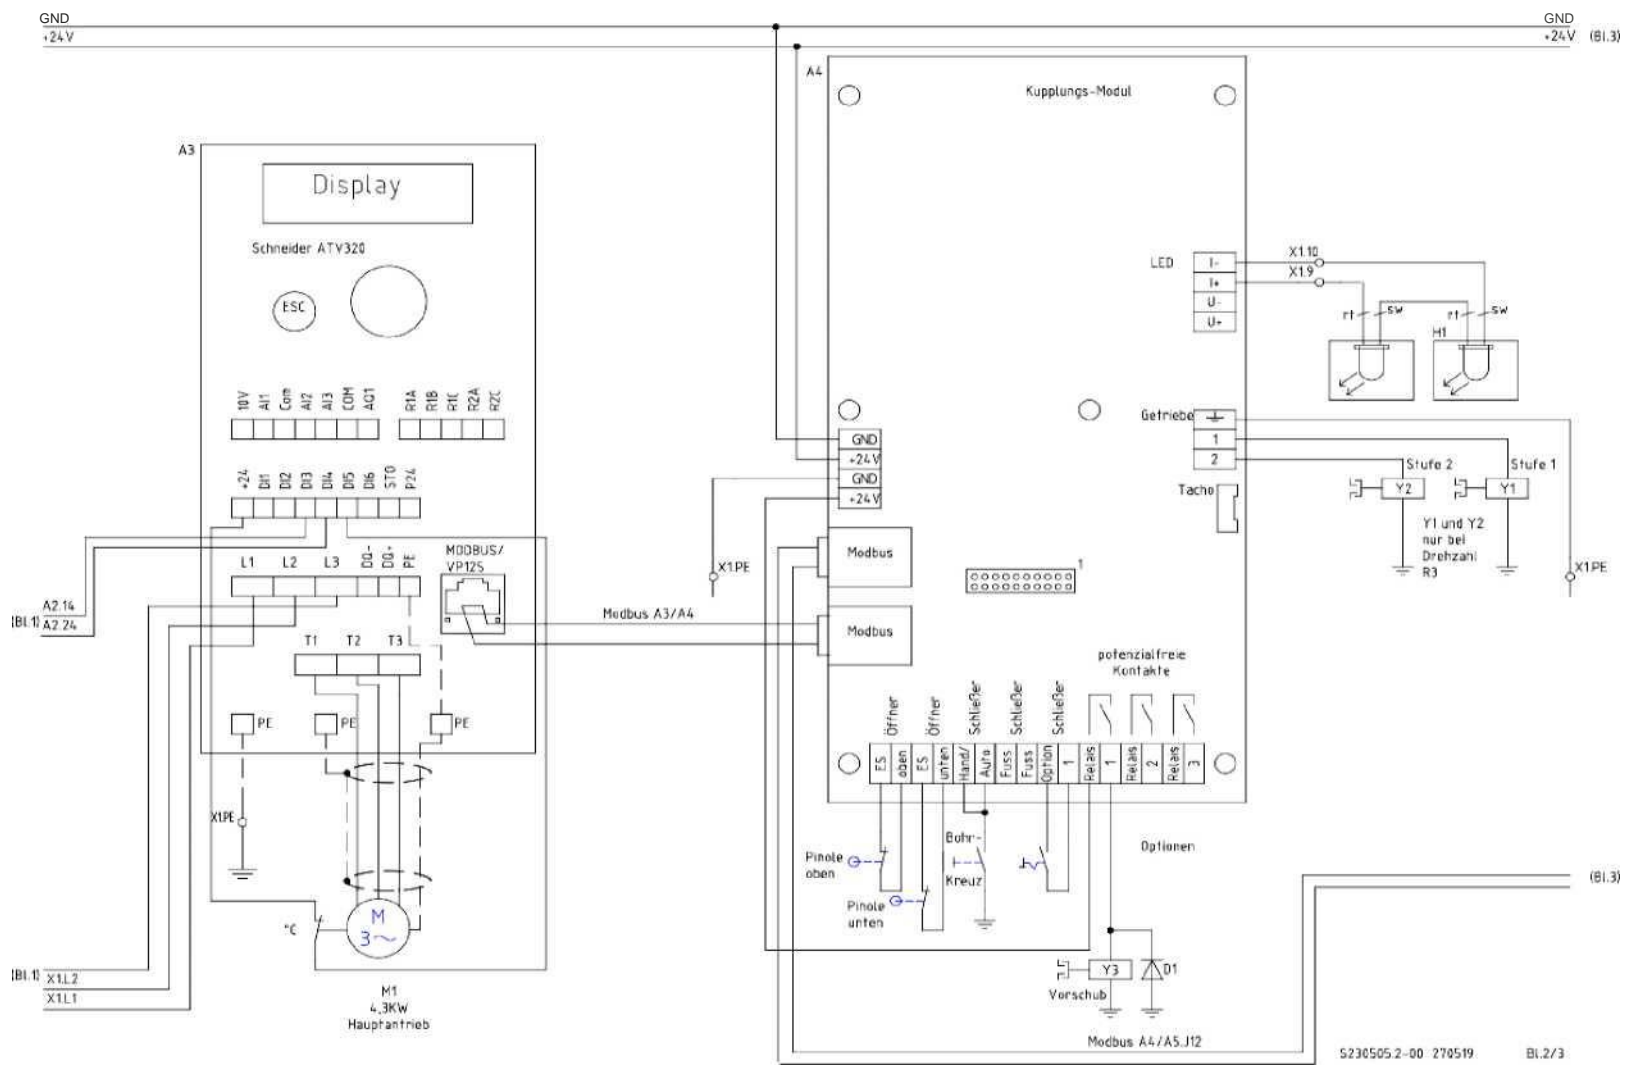 GND
GND
+24V
+24V
(Bl.3)
A4
Kupplungs-Modul
A3
Display
Schneider ATV320
ESC
LED
I-
I+
U-
U+
X1.10
X1.9
rt
sw
rt
sw
H1
10V
AI1
Com
AI2
AI3
COM
AQ1
R1A
R1B
R1C
R2A
R2C
Getriebe
1
2
GND
+24V
GND
+24V
Stufe 2
Stufe 1
Y2
Y1
Tacho
Y1 und Y2
nur bei
Drehzahl
R3
+24
DI1
DI2
DI3
DI4
DI5
DI6
STO
P24
L1
L2
L3
DQ-
DQ+
PE
MODBUS/
VP12S
Modbus
1
X1.PE
X1.PE
A2.14
(Bl.1)
A2.24
Modbus A3/A4
Modbus
T1
T2
T3
potenzialfreie
Kontakte
Öffner
Öffner
Schließer
Schließer
Schließer
PE
PE
PE
ES
oben
ES
unten
Hand/
Auto
Fuss
Fuss
Option
1
Relais
1
Relais
2
Relais
3
X1.PE
Pinole
oben
Bohr-
Kreuz
Optionen
Pinole
unten
(Bl.3)
°C
M
3~
(Bl.1)
X1.L2
X1.L1
Y3
D1
Vorschub
M1
4,3KW
Hauptantrieb
Modbus A4/A5.J12
S230505.2-00 270519
Bl.2/3